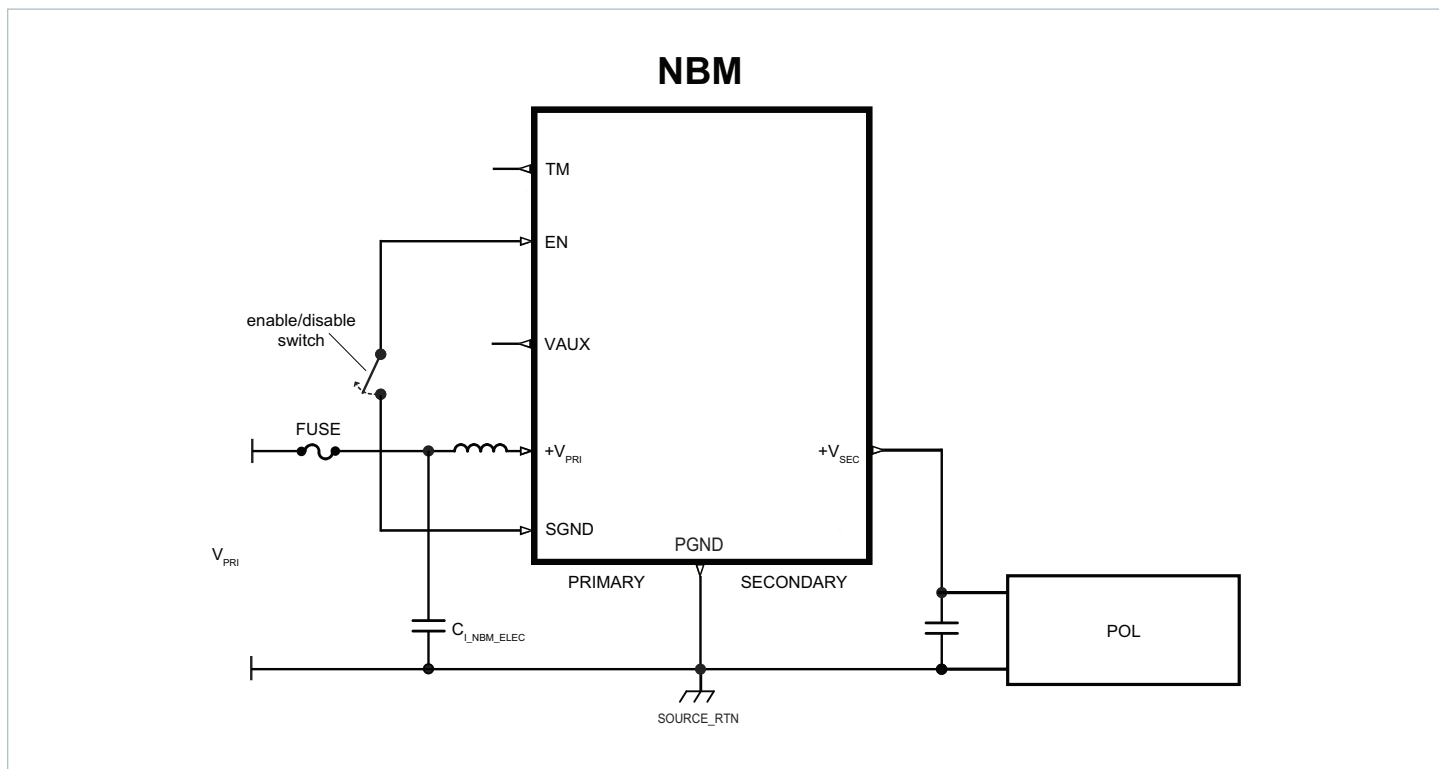 NBM
TM
EN
enable/disable
switch
VAUX
FUSE
+VPRI
+VSEC
SGND
PGND
VPRI
PRIMARY
SECONDARY
CI_NBM_ELEC
POL
SOURCE_RTN